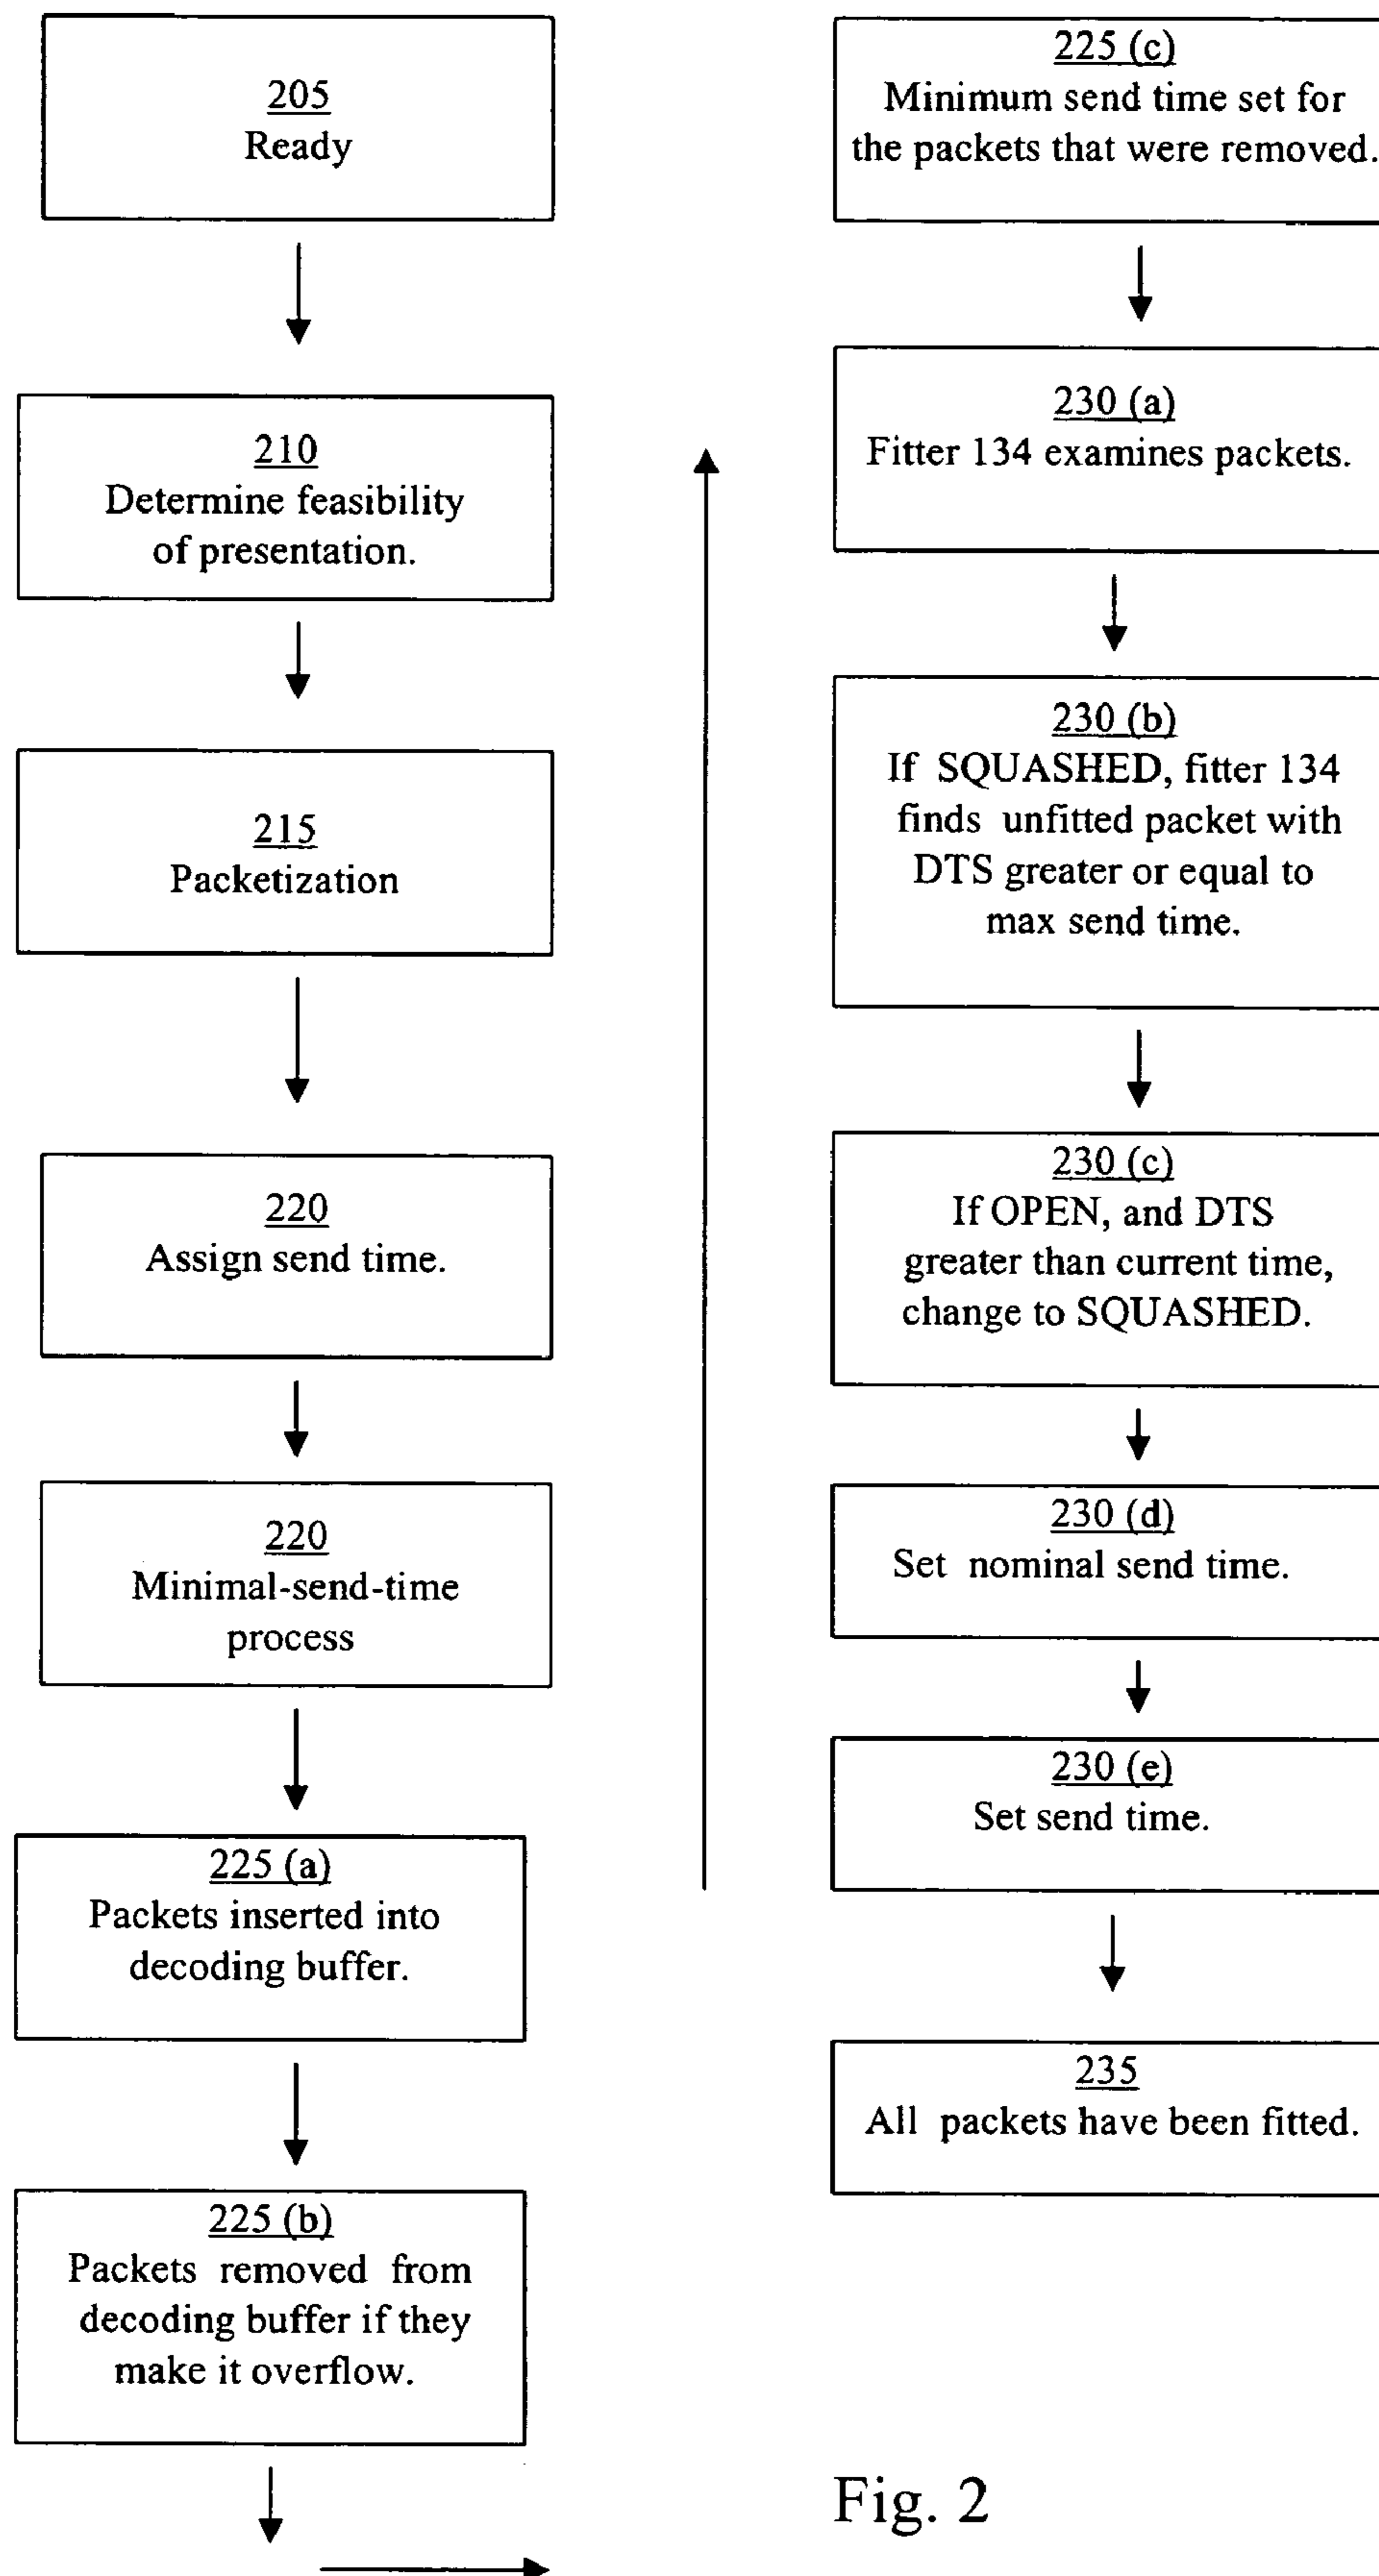 205
Ready
210
Determine feasibility
of presentation.
215
Packetization
220
Assign send time.
220
Minimal-send-time
process
225 (a)
Packets inserted into
decoding buffer.
225 (b)
Packets removed from
decoding buffer if they
make it overflow.
225 (c)
Minimum send time set for
the packets that were removed.
230 (a)
Fitter 134 examines packets.
230 (b)
If SQUASHED, fitter 134
finds unfitted packet with
DTS greater or equal to
max send time.
230 (c)
If OPEN, and DTS
greater than current time,
change to SQUASHED.
230 (d)
Set nominal send time.
230 (e)
Set send time.
235
All packets have been fitted.
Fig. 2